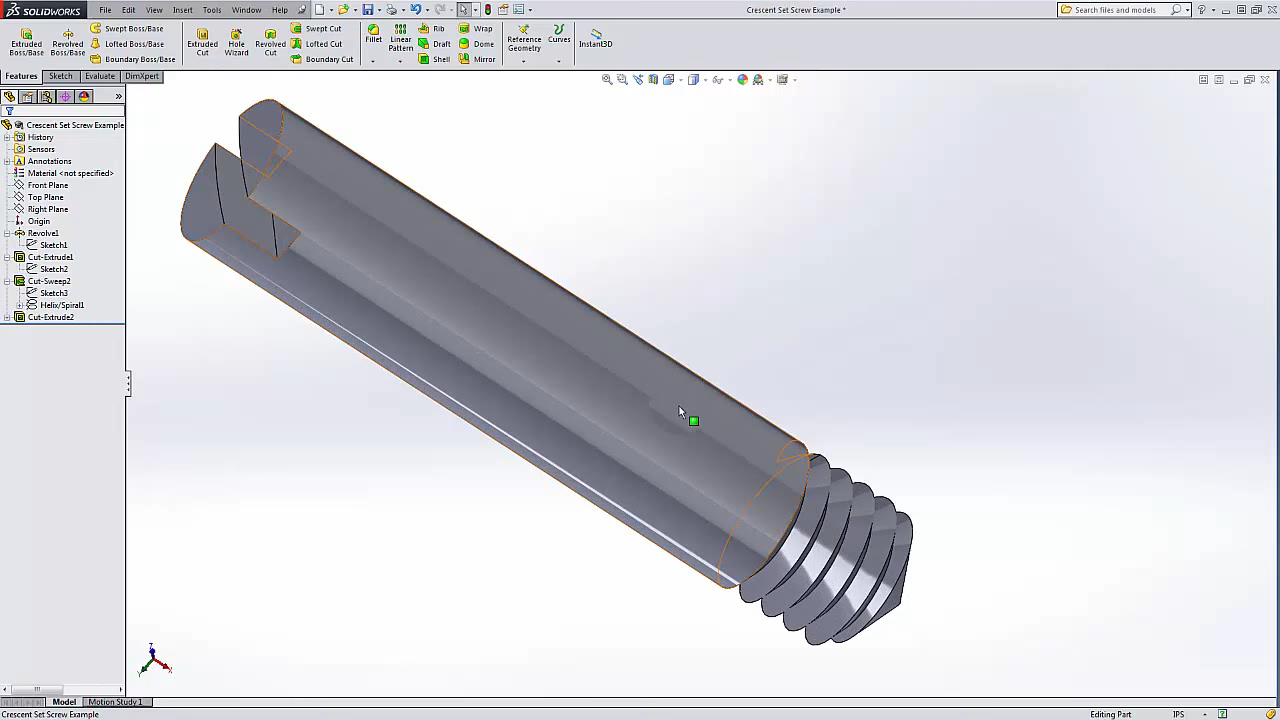 SOLIDWORKS File Edit View Insert Tools Window Help Crescent Set Screw Example * Search files and models
Extruded Boss/Base
Revolved Boss/Base
Swept Boss/Base
Lofted Boss/Base
Boundary Boss/Base
Extruded Cut
Hole Wizard
Revolved Cut
Swept Cut
Lofted Cut
Boundary Cut
Fillet
Linear Pattern
Rib
Draft
Shell
Wrap
Dome
Mirror
Reference Geometry
Curves
Instant3D
Features Sketch Evaluate DimXpert
Crescent Set Screw Example
History
Sensors
Annotations
Material <not specified>
Front Plane
Top Plane
Right Plane
Origin
Revolve1
Sketch1
Cut-Extrude1
Sketch2
Cut-Sweep2
Sketch3
Helix/Spiral1
Cut-Extrude2
Z
Y
X
Model Motion Study 1
Crescent Set Screw Example Editing Part IPS